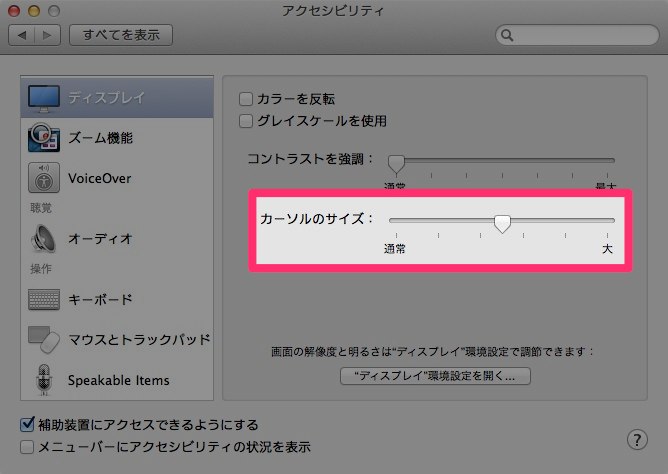 アクセシビリティ
すべてを表示
ディスプレイ
ズーム機能
VoiceOver
聴覚
オーディオ
操作
キーボード
マウスとトラックパッド
Speakable Items
カラーを反転
グレイスケールを使用
コントラストを強調：
通常 最大
カーソルのサイズ：
通常 大
画面の解像度と明るさは“ディスプレイ”環境設定で調節できます：
“ディスプレイ”環境設定を開く...
補助装置にアクセスできるようにする
メニューバーにアクセシビリティの状況を表示
?